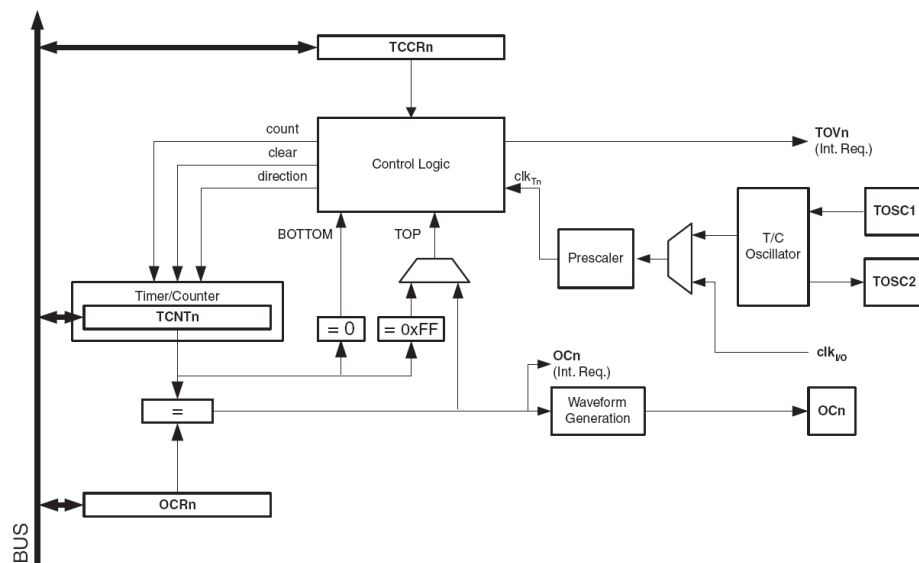 TCCRn
count
clear
direction
Control Logic
TOVn
(Int. Req.)
clkTn
BOTTOM
TOP
TOSC1
T/C
Oscillator
Prescaler
TOSC2
Timer/Counter
TCNTn
= 0
= 0xFF
clkI/O
OCn
(Int. Req.)
=
Waveform
Generation
OCn
OCRn
BUS